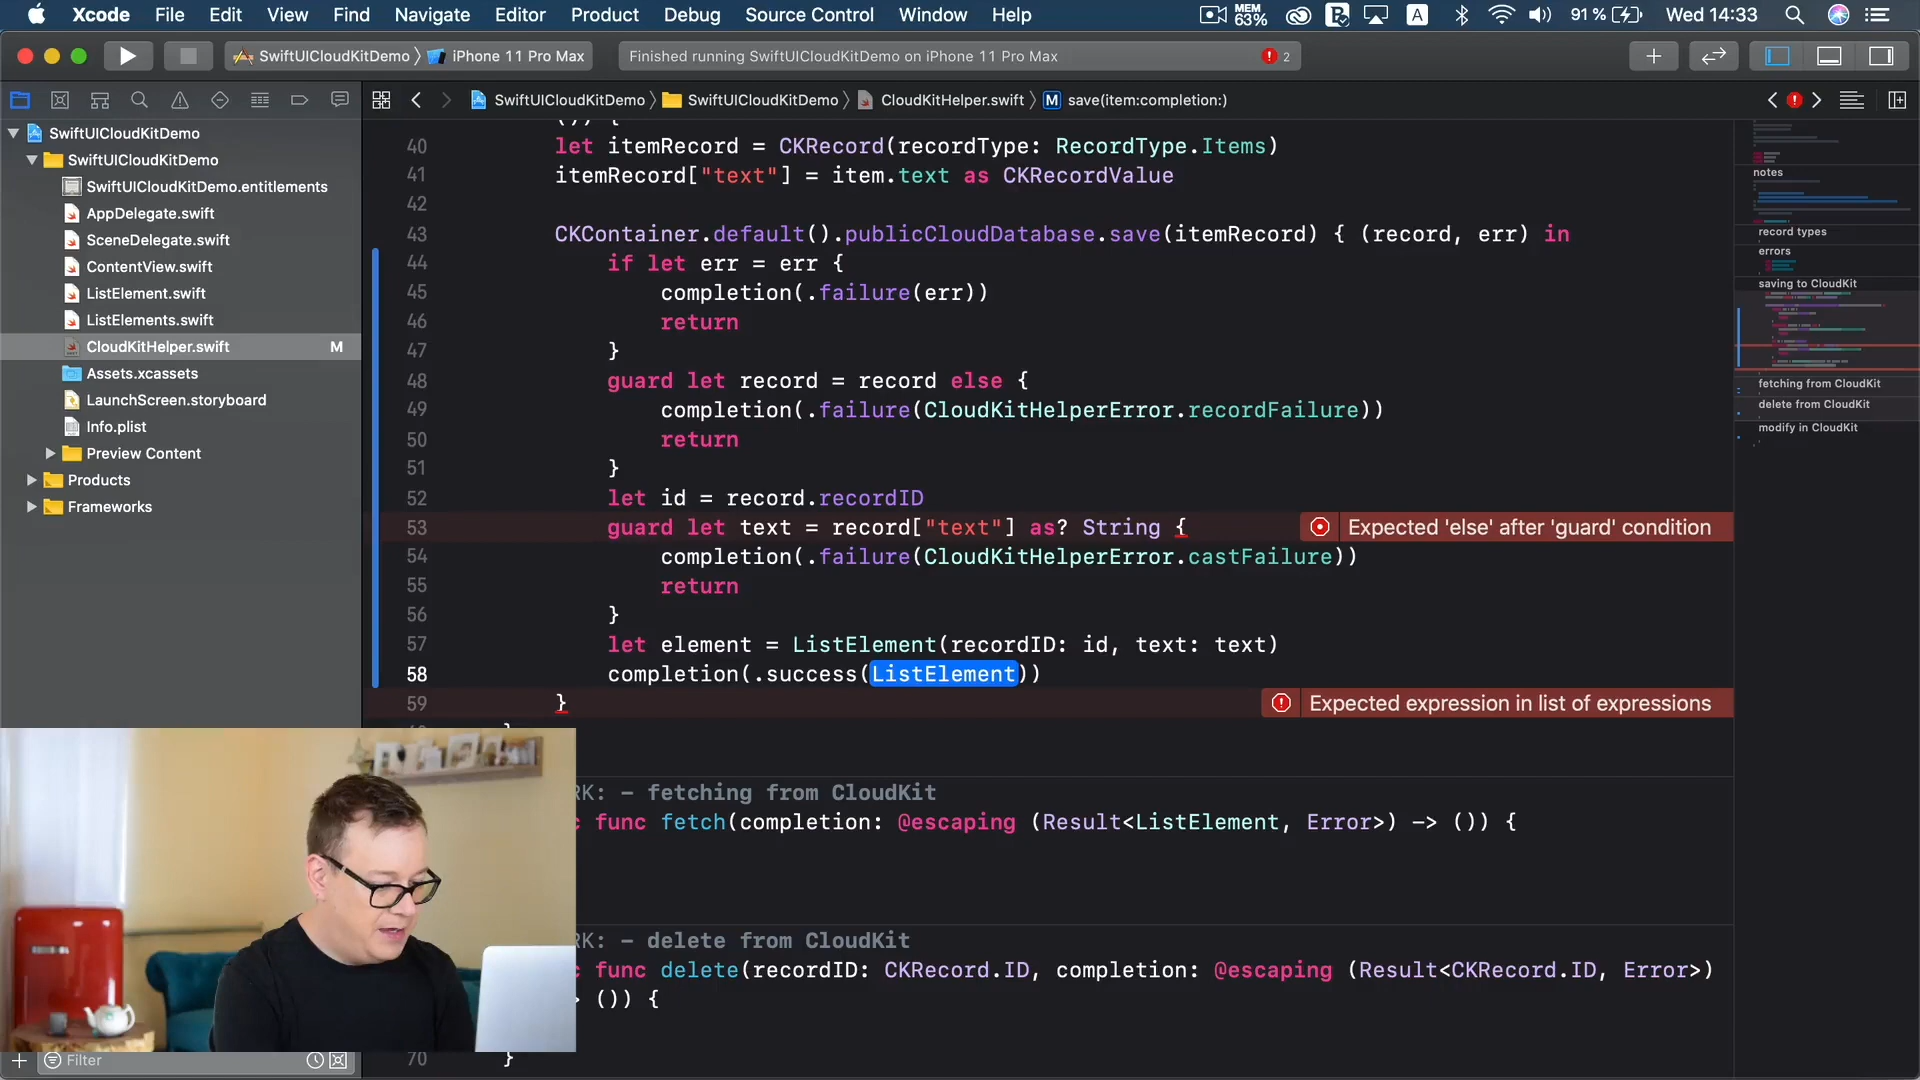 Xcode File Edit View Find Navigate Editor Product Debug Source Control Window Help MEM 63% A 91% Wed 14:33
SwiftUICloudKitDemo iPhone 11 Pro Max Finished running SwiftUICloudKitDemo on iPhone 11 Pro Max 2
SwiftUICloudKitDemo SwiftUICloudKitDemo CloudKitHelper.swift M save(item:completion:)
SwiftUICloudKitDemo
SwiftUICloudKitDemo
SwiftUICloudKitDemo.entitlements
AppDelegate.swift
SceneDelegate.swift
ContentView.swift
ListElement.swift
ListElements.swift
CloudKitHelper.swift M
Assets.xcassets
LaunchScreen.storyboard
Info.plist
Preview Content
Products
Frameworks
Filter
()) {
40 let itemRecord = CKRecord(recordType: RecordType.Items)
41 itemRecord["text"] = item.text as CKRecordValue
42
43 CKContainer.default().publicCloudDatabase.save(itemRecord) { (record, err) in
44 if let err = err {
45 completion(.failure(err))
46 return
47 }
48 guard let record = record else {
49 completion(.failure(CloudKitHelperError.recordFailure))
50 return
51 }
52 let id = record.recordID
53 guard let text = record["text"] as? String { Expected 'else' after 'guard' condition
54 completion(.failure(CloudKitHelperError.castFailure))
55 return
56 }
57 let element = ListElement(recordID: id, text: text)
58 completion(.success(ListElement))
59 } Expected expression in list of expressions
}
RK: - fetching from CloudKit
c func fetch(completion: @escaping (Result<ListElement, Error>) -> ()) {
RK: - delete from CloudKit
c func delete(recordID: CKRecord.ID, completion: @escaping (Result<CKRecord.ID, Error>)
> ()) {
70 }
notes
record types
errors
saving to CloudKit
fetching from CloudKit
delete from CloudKit
modify in CloudKit